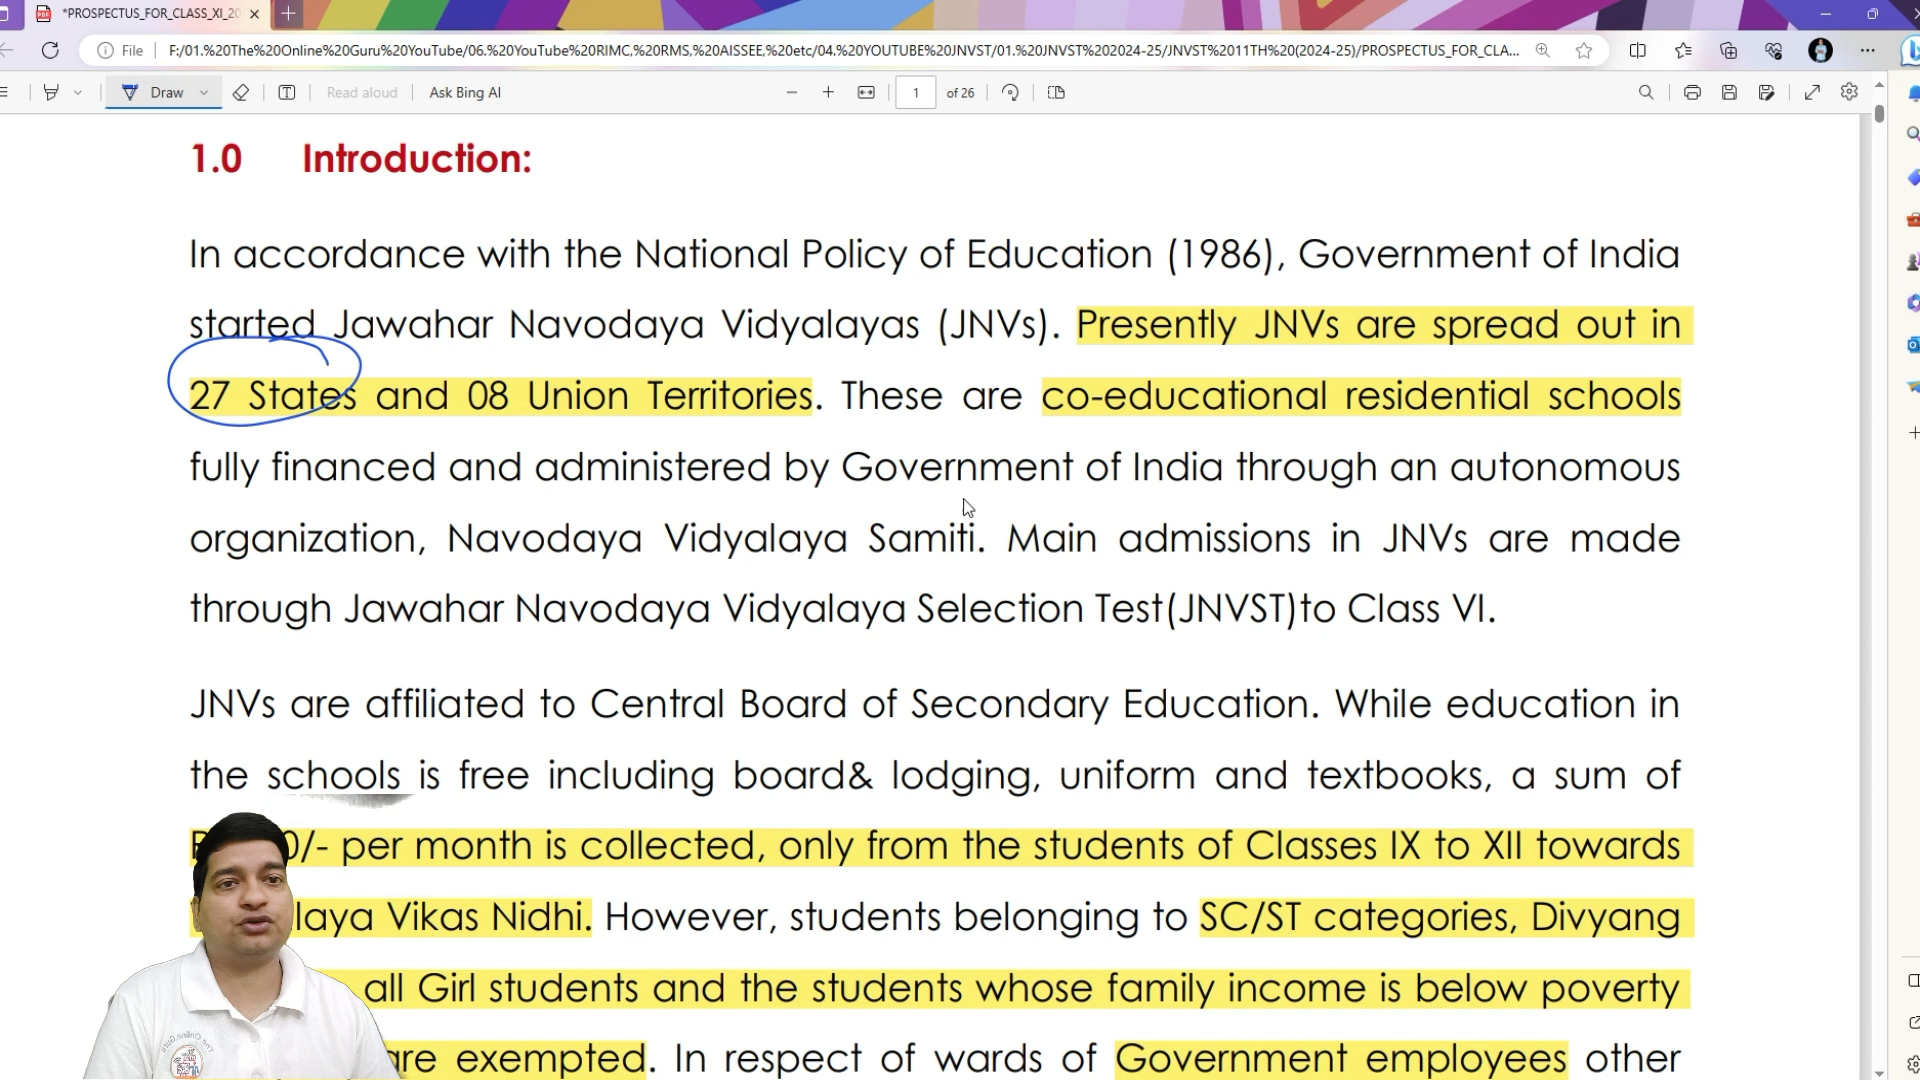 *PROSPECTUS_FOR_CLASS_XI_20
File
F:/01.%20The%20Online%20Guru%20YouTube/06.%20YouTube%20RIMC,%20RMS,%20AISSEE,%20etc/04.%20YOUTUBE%20JNVST/01.%20JNVST%202024-25/JNVST%2011TH%20(2024-25)/PROSPECTUS_FOR_CLA...
Draw
Read aloud
Ask Bing AI
1 of 26
1.0 Introduction:
In accordance with the National Policy of Education (1986), Government of India
started Jawahar Navodaya Vidyalayas (JNVs). Presently JNVs are spread out in
27 States and 08 Union Territories. These are co-educational residential schools
fully financed and administered by Government of India through an autonomous
organization, Navodaya Vidyalaya Samiti. Main admissions in JNVs are made
through Jawahar Navodaya Vidyalaya Selection Test(JNVST)to Class VI.
JNVs are affiliated to Central Board of Secondary Education. While education in
the schools is free including board& lodging, uniform and textbooks, a sum of
0/- per month is collected, only from the students of Classes IX to XII towards
laya Vikas Nidhi. However, students belonging to SC/ST categories, Divyang
all Girl students and the students whose family income is below poverty
are exempted. In respect of wards of Government employees other